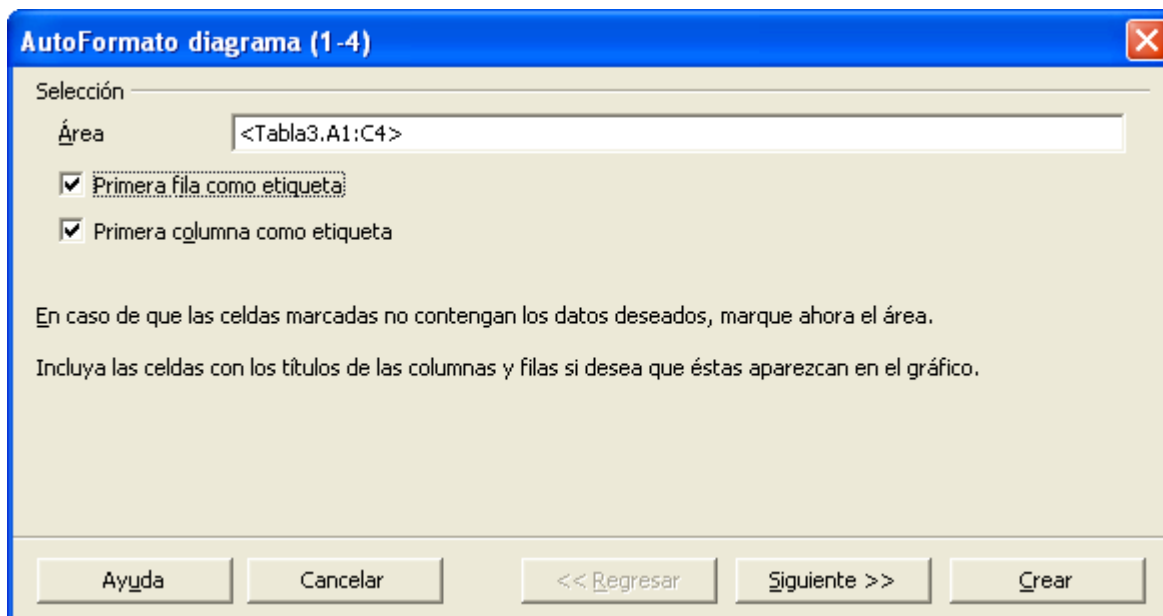 AutoFormato diagrama (1-4)
Selección
Área <Tabla3.A1:C4>
Primera fila como etiqueta
Primera columna como etiqueta
En caso de que las celdas marcadas no contengan los datos deseados, marque ahora el área.
Incluya las celdas con los títulos de las columnas y filas si desea que éstas aparezcan en el gráfico.
Ayuda Cancelar << Regresar Siguiente >> Crear